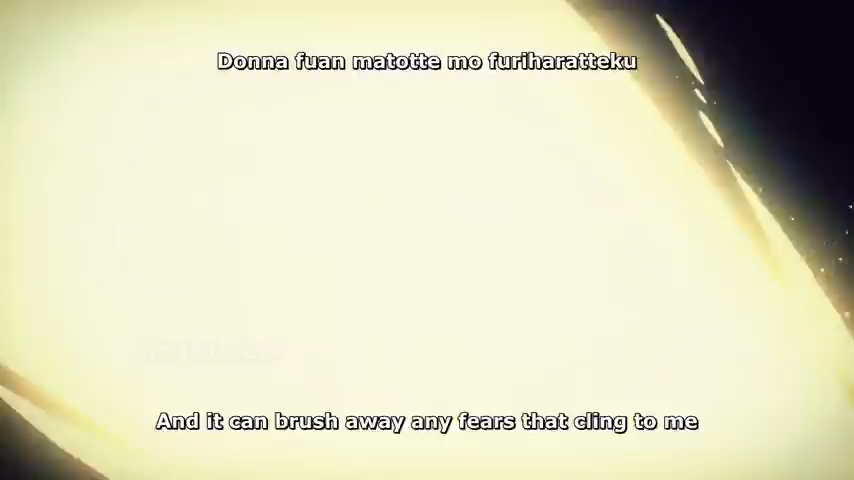 Donna fuan matotte mo furiharatteku
And it can brush away any fears that cling to me